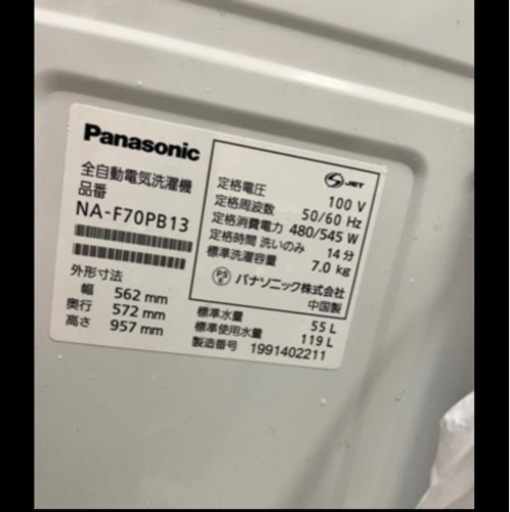 Panasonic
全自動電気洗濯機
品番
NA-F70PB13
外形寸法
幅 562 mm
奥行 572 mm
高さ 957 mm
JET
定格電圧 100 V
定格周波数 50/60 Hz
定格消費電力 480/545 W
定格時間 洗いのみ 14 分
標準洗濯容量 7.0 kg
PSE パナソニック株式会社
中国製
標準水量 55 L
標準使用水量 119 L
製造番号 1991402211